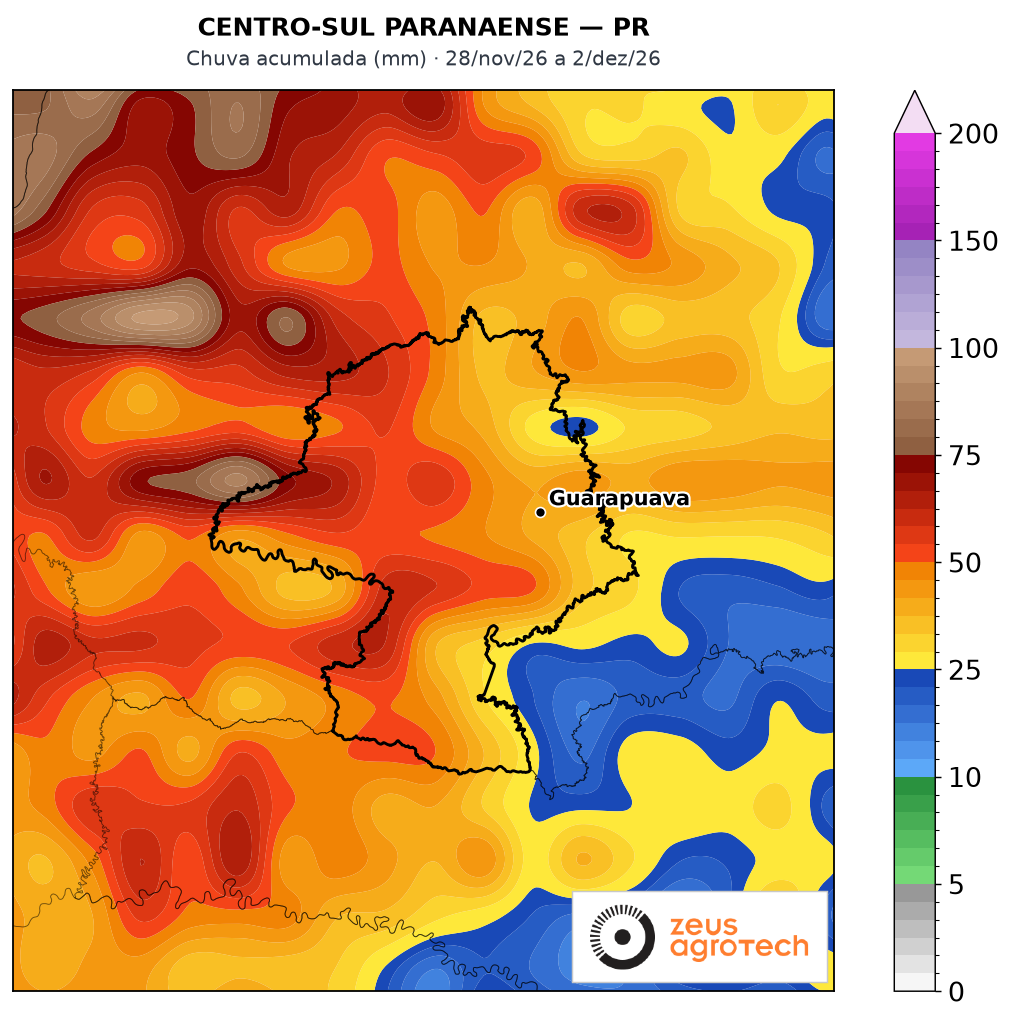 CENTRO-SUL PARANAENSE — PR
Chuva acumulada (mm) · 28/nov/26 a 2/dez/26
200
150
100
75
50
25
10
5
0
Guarapuava
zeus
agrotech